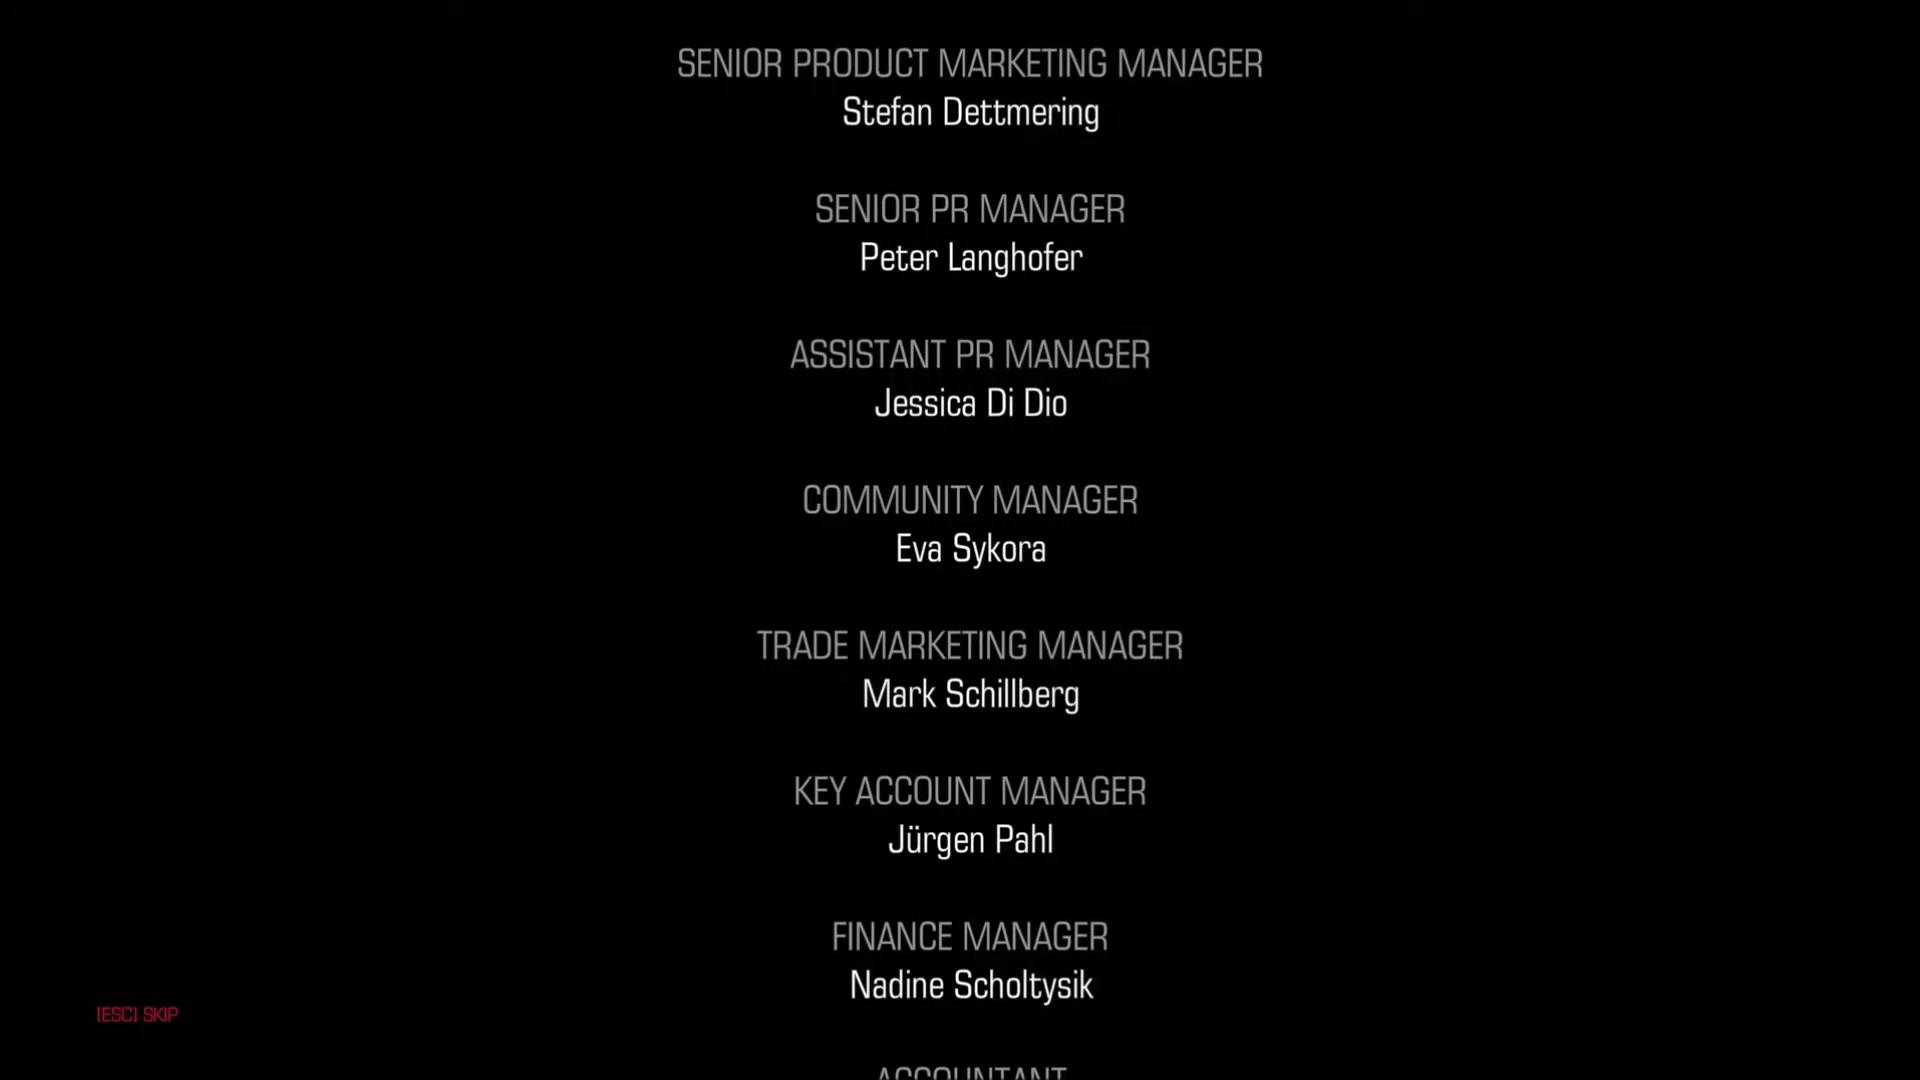 SENIOR PRODUCT MARKETING MANAGER
Stefan Dettmering
SENIOR PR MANAGER
Peter Langhofer
ASSISTANT PR MANAGER
Jessica Di Dio
COMMUNITY MANAGER
Eva Sykora
TRADE MARKETING MANAGER
Mark Schillberg
KEY ACCOUNT MANAGER
Jürgen Pahl
FINANCE MANAGER
Nadine Scholtysik
[ESC] SKIP
ACCOUNTANT